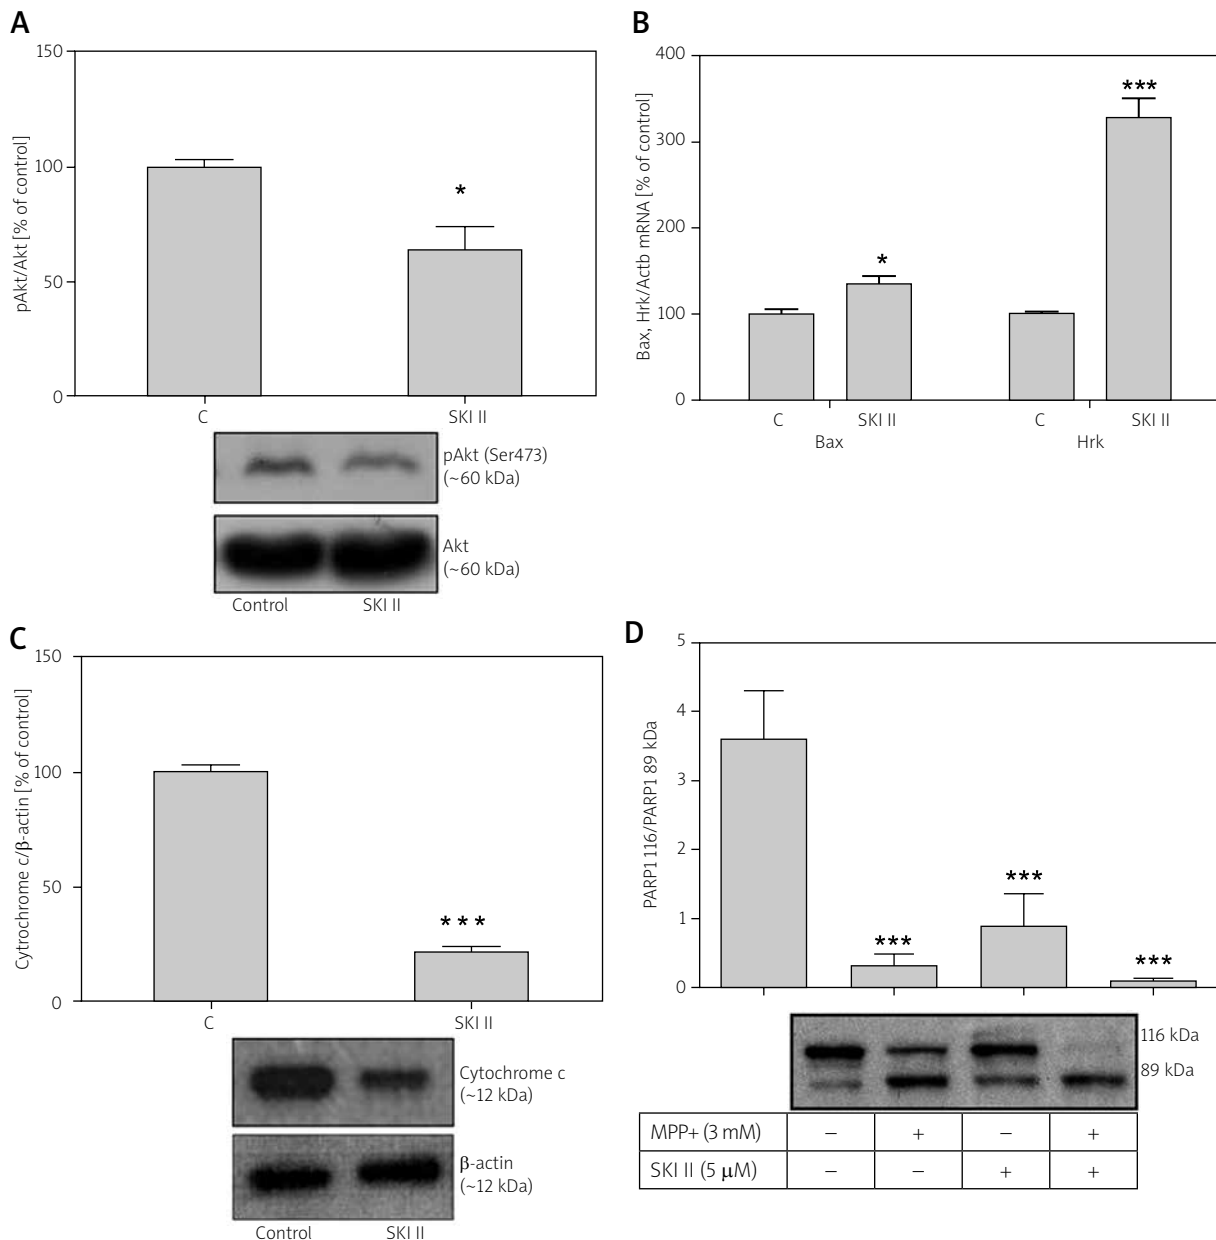 A
150
100
50
0
pAkt/Akt [% of control]
*
C
SKI II
pAkt (Ser473)
(~60 kDa)
Akt
(~60 kDa)
Control
SKI II
B
400
300
200
100
0
Bax, Hrk/Actb mRNA [% of control]
*
***
C
SKI II
C
SKI II
Bax
Hrk
C
150
100
50
0
Cytrochrome c/β-actin [% of control]
***
C
SKI II
Cytochrome c
(~12 kDa)
β-actin
(~12 kDa)
Control
SKI II
D
5
4
3
2
1
0
PARP1 116/PARP1 89 kDa
***
***
***
116 kDa
89 kDa
MPP+ (3 mM) – + – +
SKI II (5 μM) – – + +